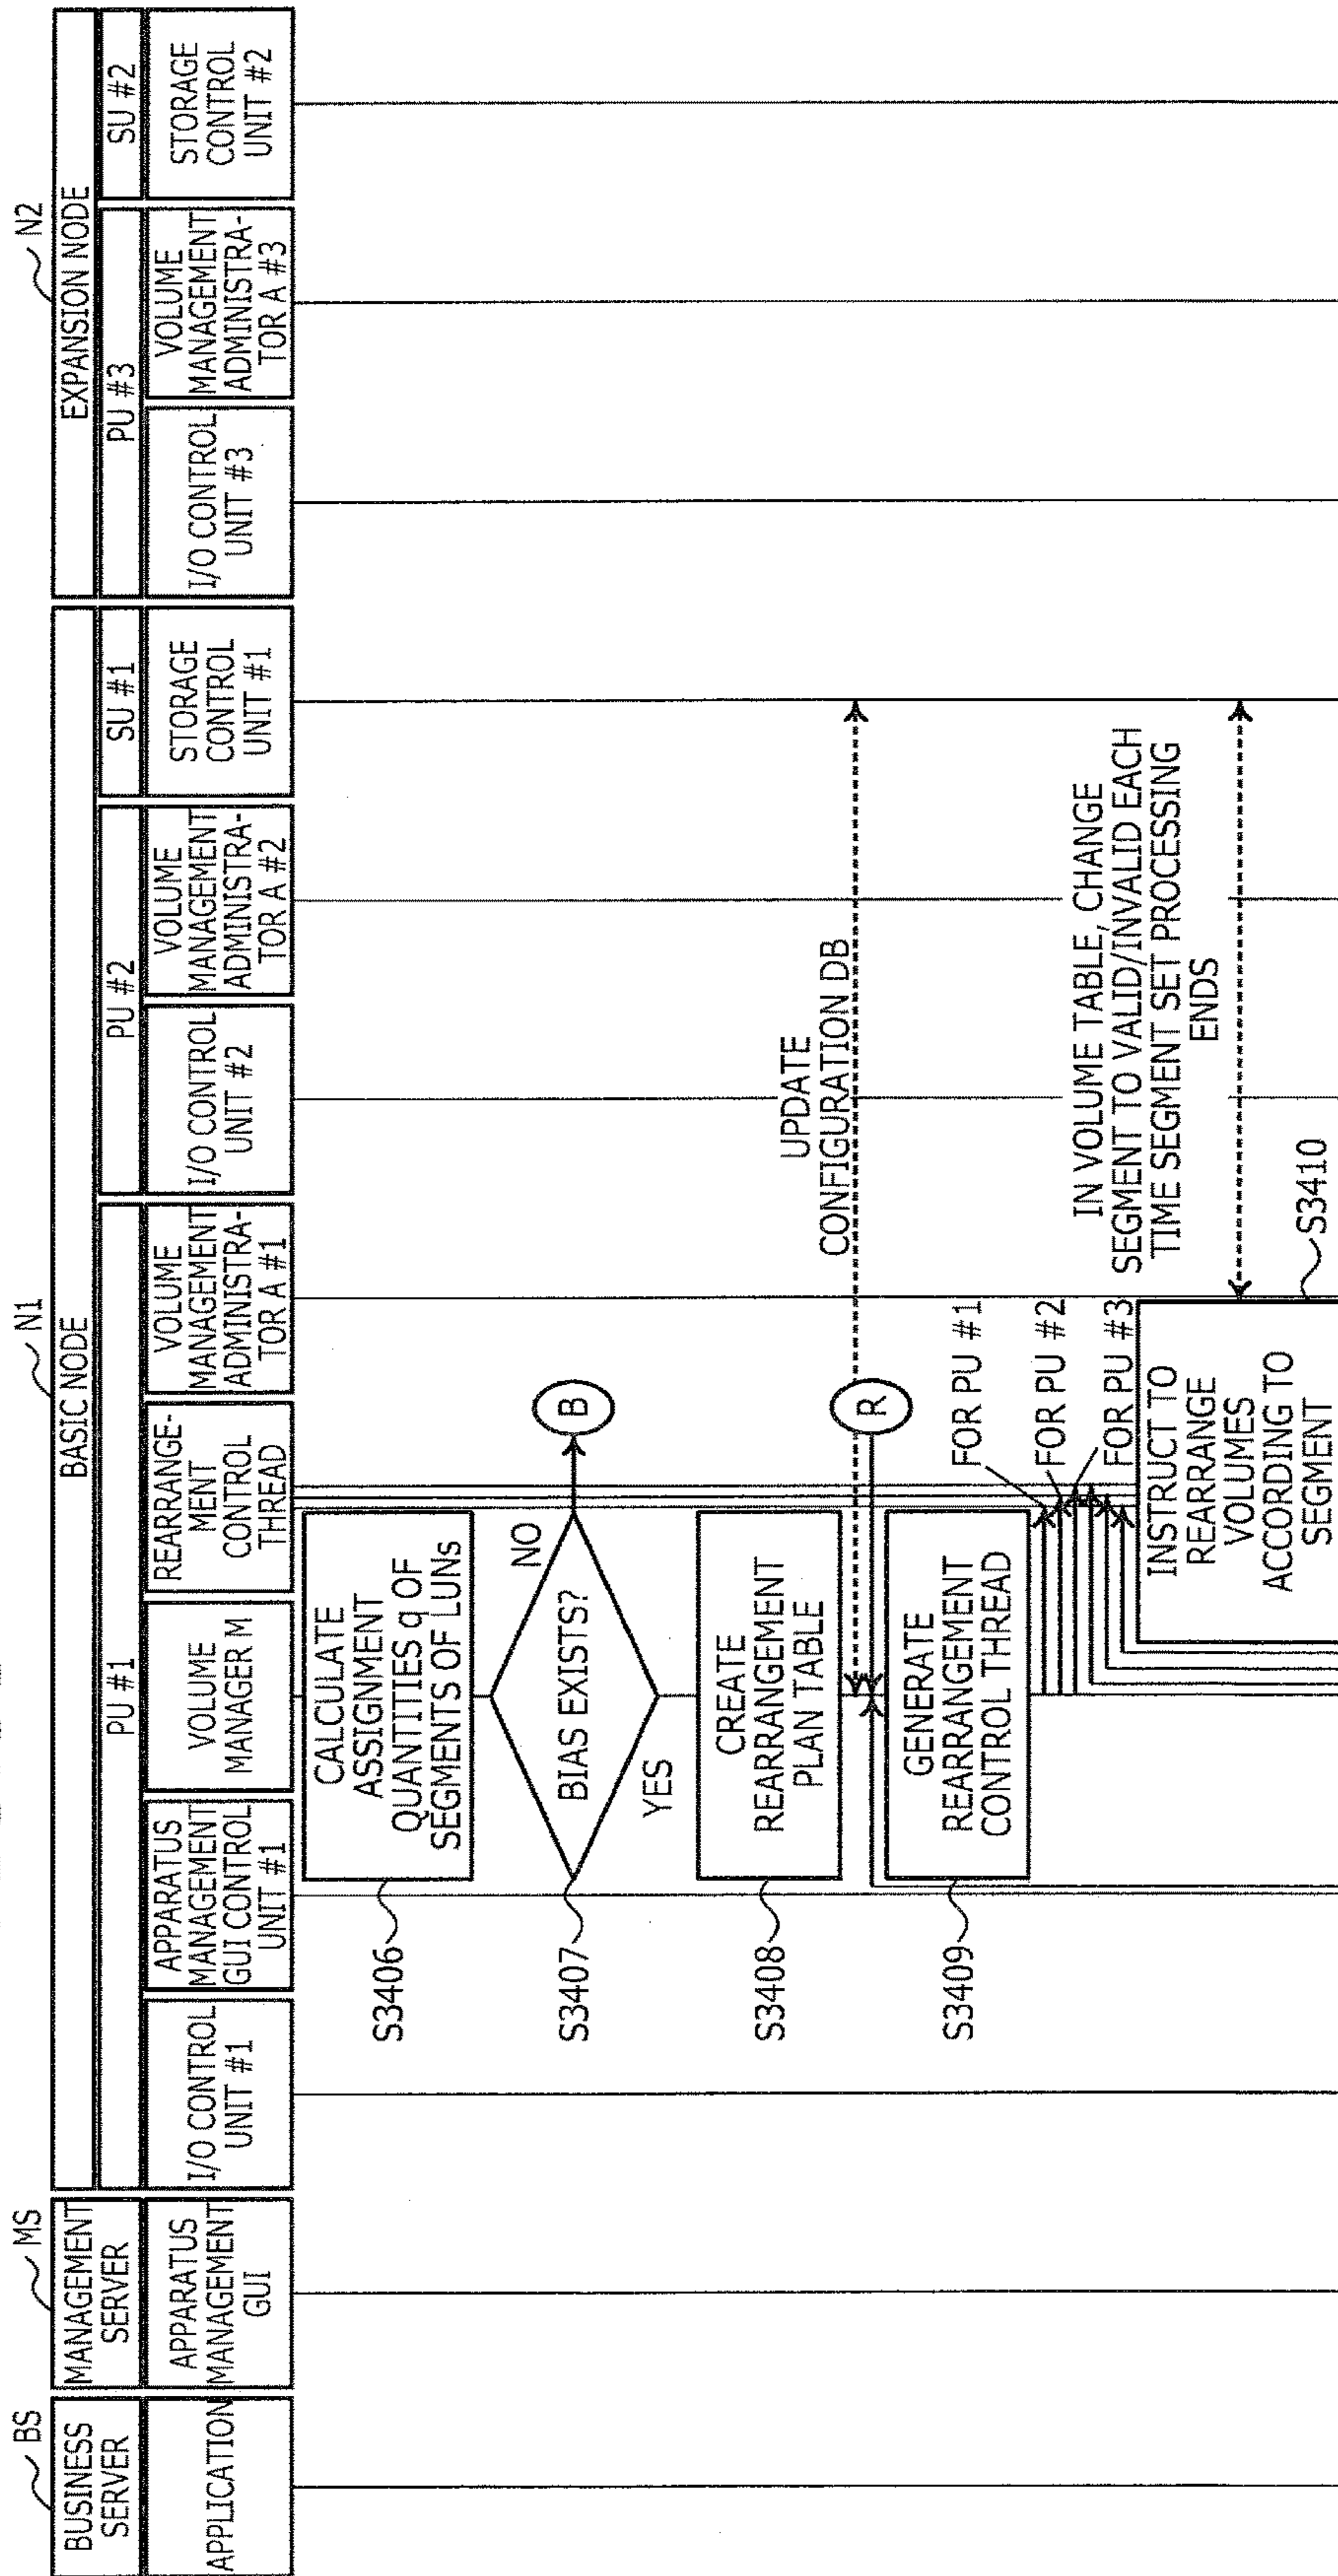 BS
MS
N1
N2
BUSINESS
SERVER
MANAGEMENT
SERVER
BASIC NODE
EXPANSION NODE
PU #1
PU #2
SU #1
PU #3
SU #2
APPLICATION
APPARATUS
MANAGEMENT
GUI
I/O CONTROL
UNIT #1
APPARATUS
MANAGEMENT
GUI CONTROL
UNIT #1
VOLUME
MANAGER M
REARRANGE-
MENT
CONTROL
THREAD
VOLUME
MANAGEMENT
ADMINISTRA-
TOR A #1
I/O CONTROL
UNIT #2
VOLUME
MANAGEMENT
ADMINISTRA-
TOR A #2
STORAGE
CONTROL
UNIT #1
I/O CONTROL
UNIT #3
VOLUME
MANAGEMENT
ADMINISTRA-
TOR A #3
STORAGE
CONTROL
UNIT #2
S3406
CALCULATE
ASSIGNMENT
QUANTITIES q OF
SEGMENTS OF LUNs
S3407
BIAS EXISTS?
NO
B
YES
S3408
CREATE
REARRANGEMENT
PLAN TABLE
UPDATE
CONFIGURATION DB
R
S3409
GENERATE
REARRANGEMENT
CONTROL THREAD
FOR PU #1
FOR PU #2
FOR PU #3
IN VOLUME TABLE, CHANGE
SEGMENT TO VALID/INVALID EACH
TIME SEGMENT SET PROCESSING
ENDS
S3410
INSTRUCT TO
REARRANGE
VOLUMES
ACCORDING TO
SEGMENT